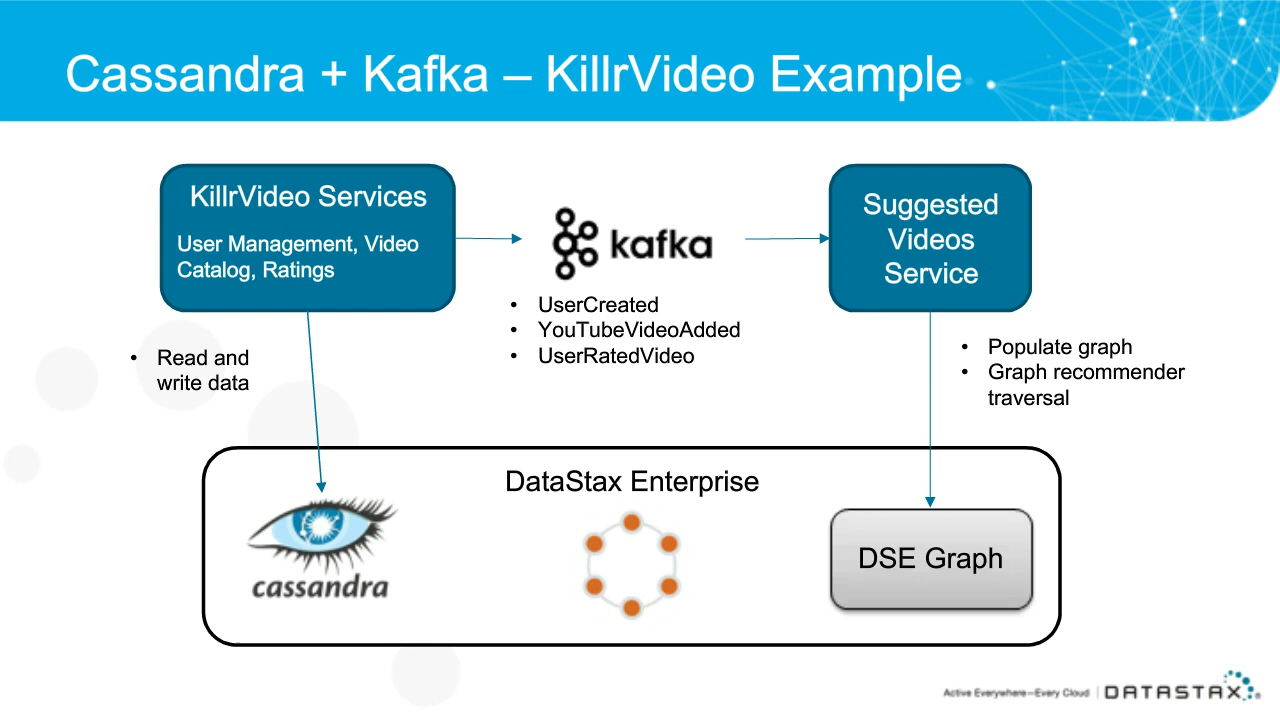 Cassandra + Kafka – KillrVideo Example
KillrVideo Services
User Management, Video
Catalog, Ratings
kafka
Suggested
Videos
Service
• UserCreated
• YouTubeVideoAdded
• UserRatedVideo
• Read and
write data
• Populate graph
• Graph recommender
traversal
DataStax Enterprise
cassandra
DSE Graph
Active Everywhere—Every Cloud | DATASTAX